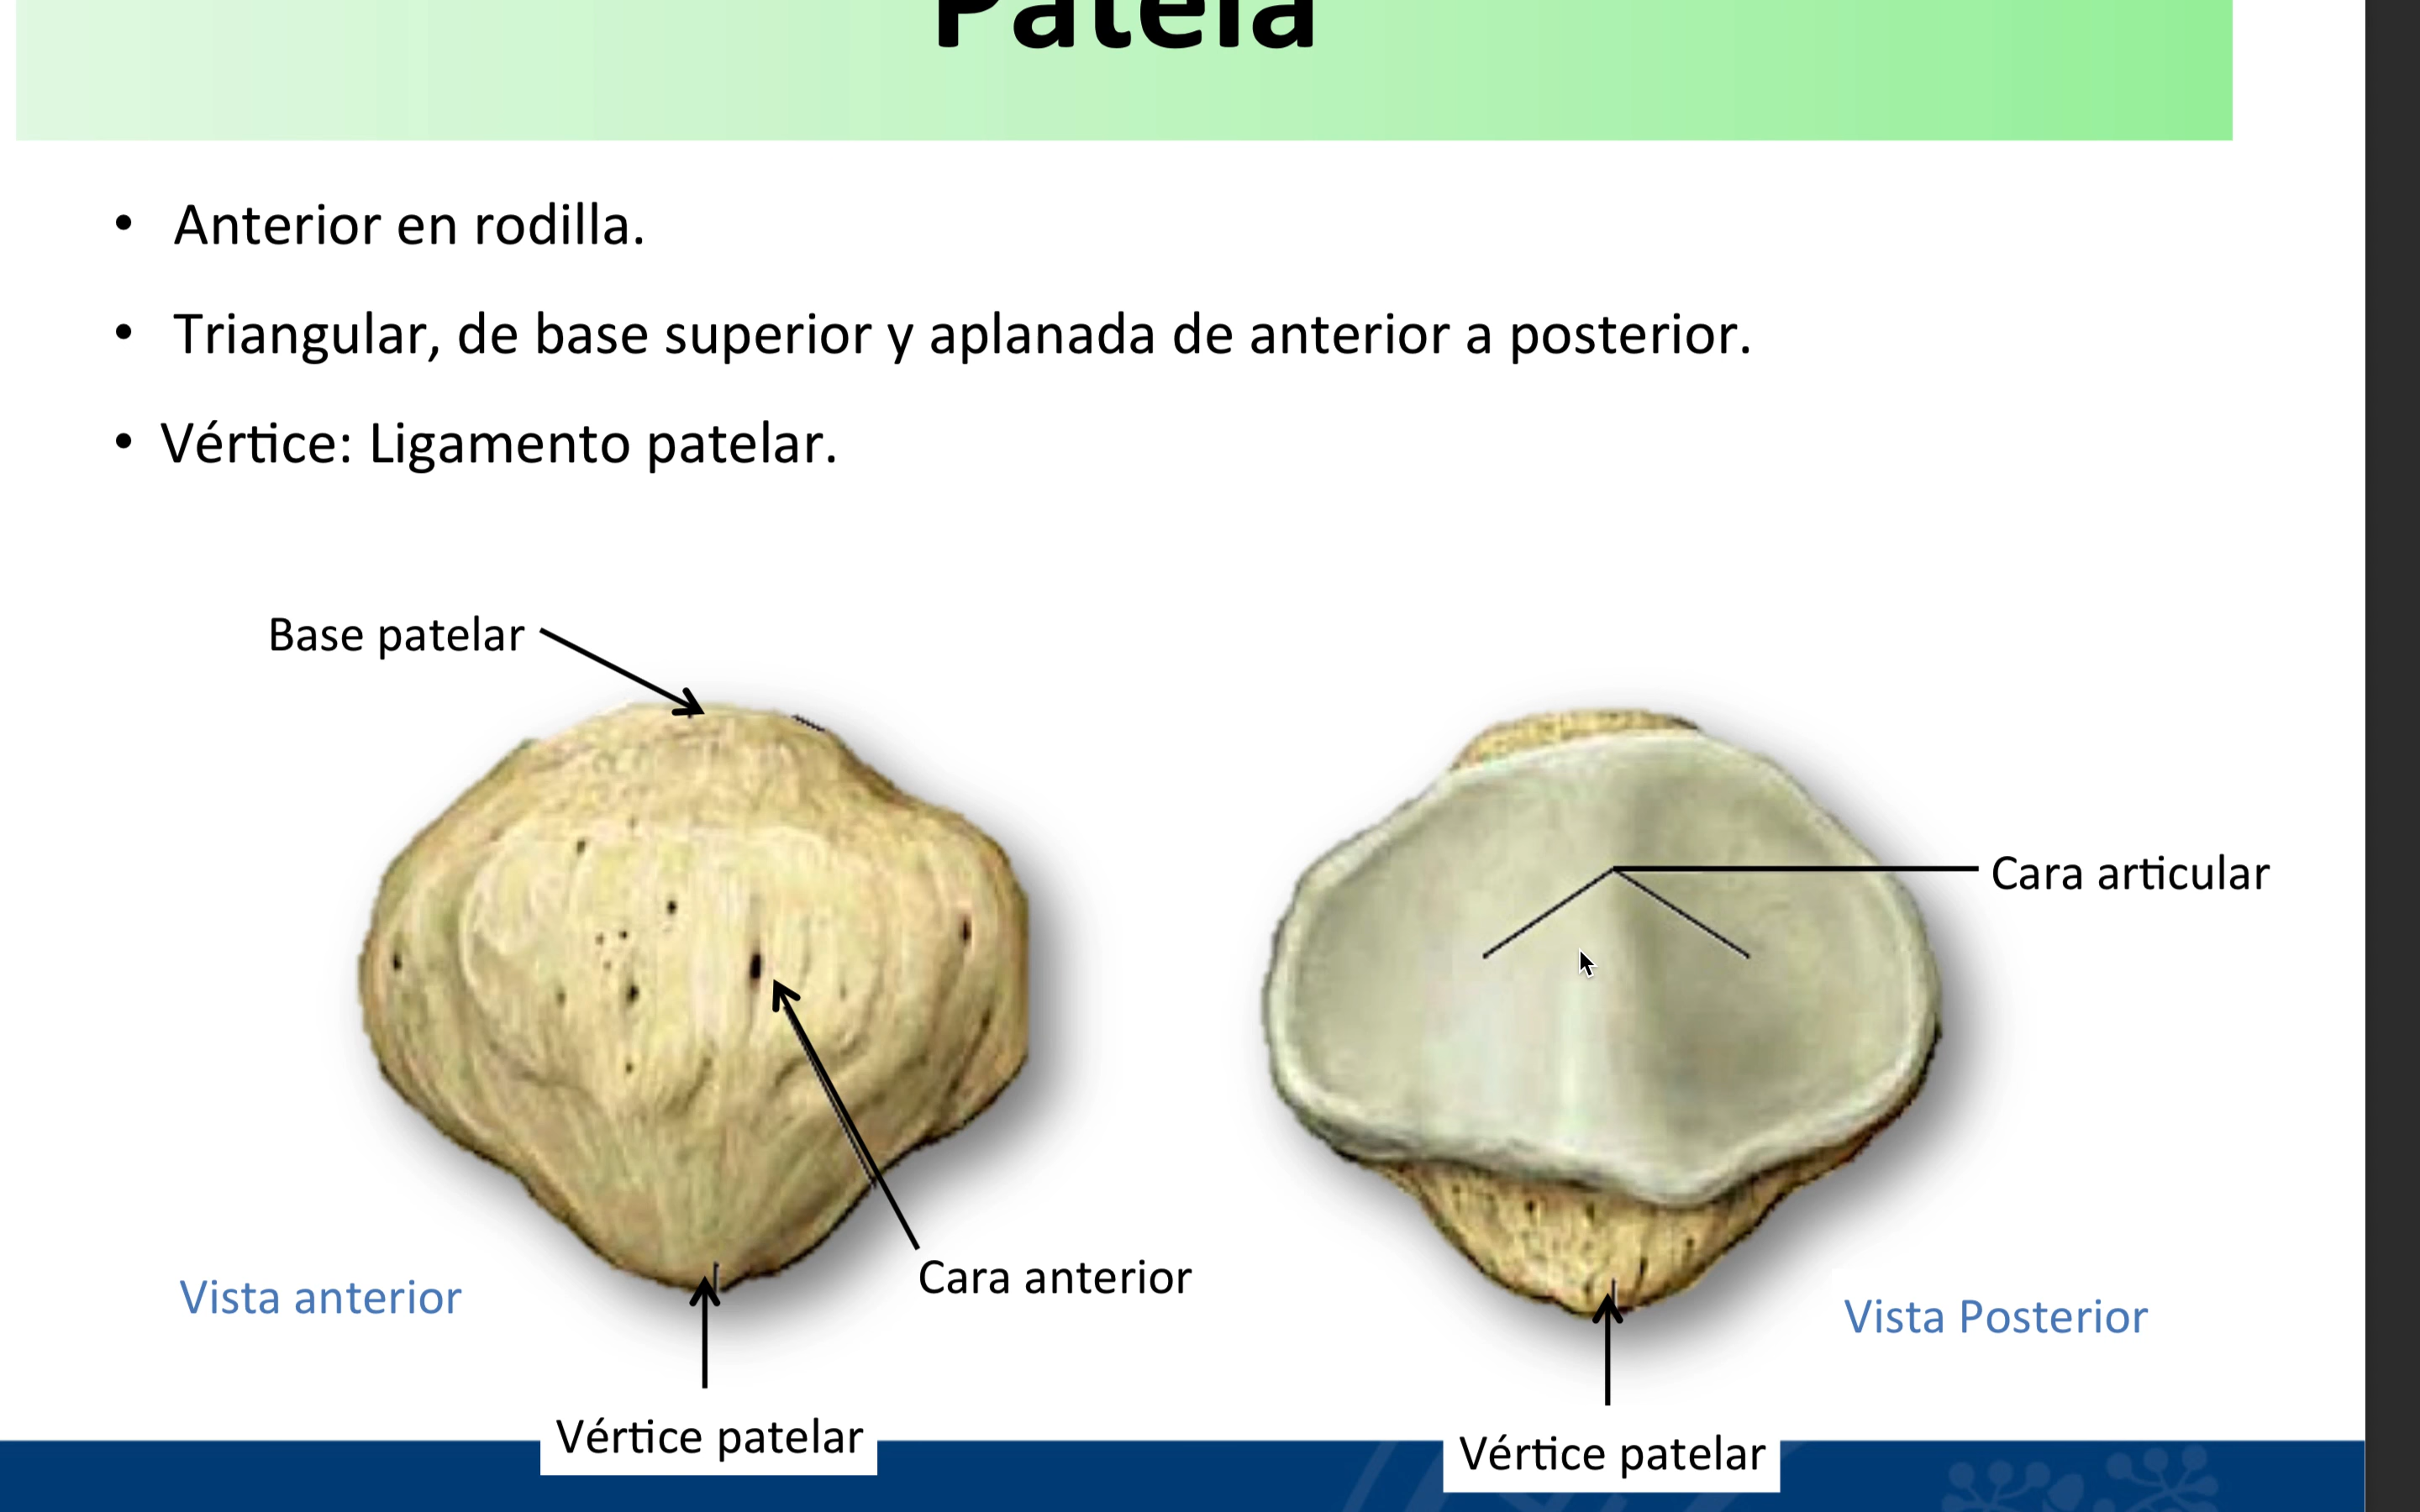 Patela
• Anterior en rodilla.
• Triangular, de base superior y aplanada de anterior a posterior.
• Vértice: Ligamento patelar.
Base patelar
Cara articular
Cara anterior
Vista anterior
Vista Posterior
Vértice patelar
Vértice patelar